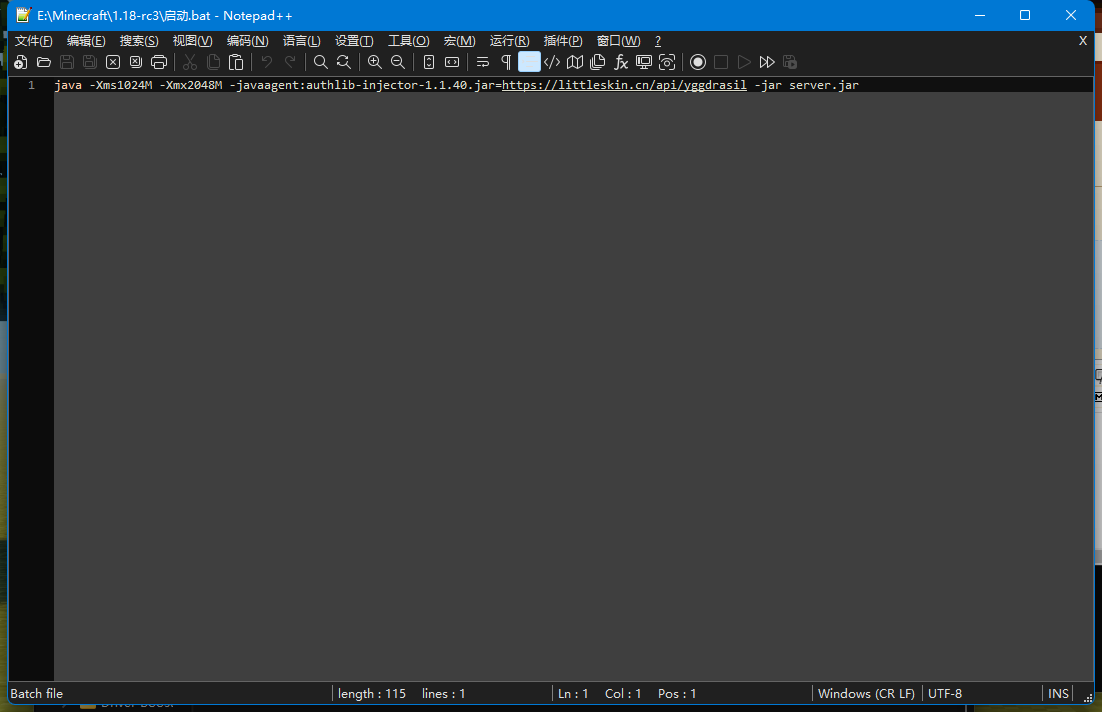 E:\Minecraft\1.18-rc3\启动.bat - Notepad++
文件(F) 编辑(E) 搜索(S) 视图(V) 编码(N) 语言(L) 设置(T) 工具(O) 宏(M) 运行(R) 插件(P) 窗口(W) ? X
1 java -Xms1024M -Xmx2048M -javaagent:authlib-injector-1.1.40.jar=https://littleskin.cn/api/yggdrasil -jar server.jar
Batch file length : 115 lines : 1 Ln : 1 Col : 1 Pos : 1 Windows (CR LF) UTF-8 INS